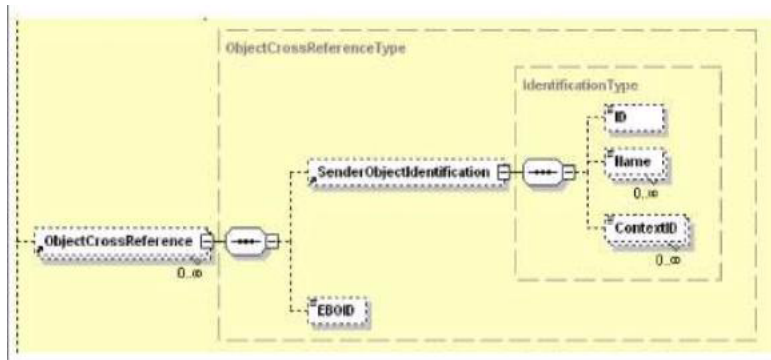 ObjectCrossReferenceType
IdentificationType
ID
Name
0..∞
SenderObjectIdentification
ContextID
0..∞
ObjectCrossReference
0..∞
EBOID